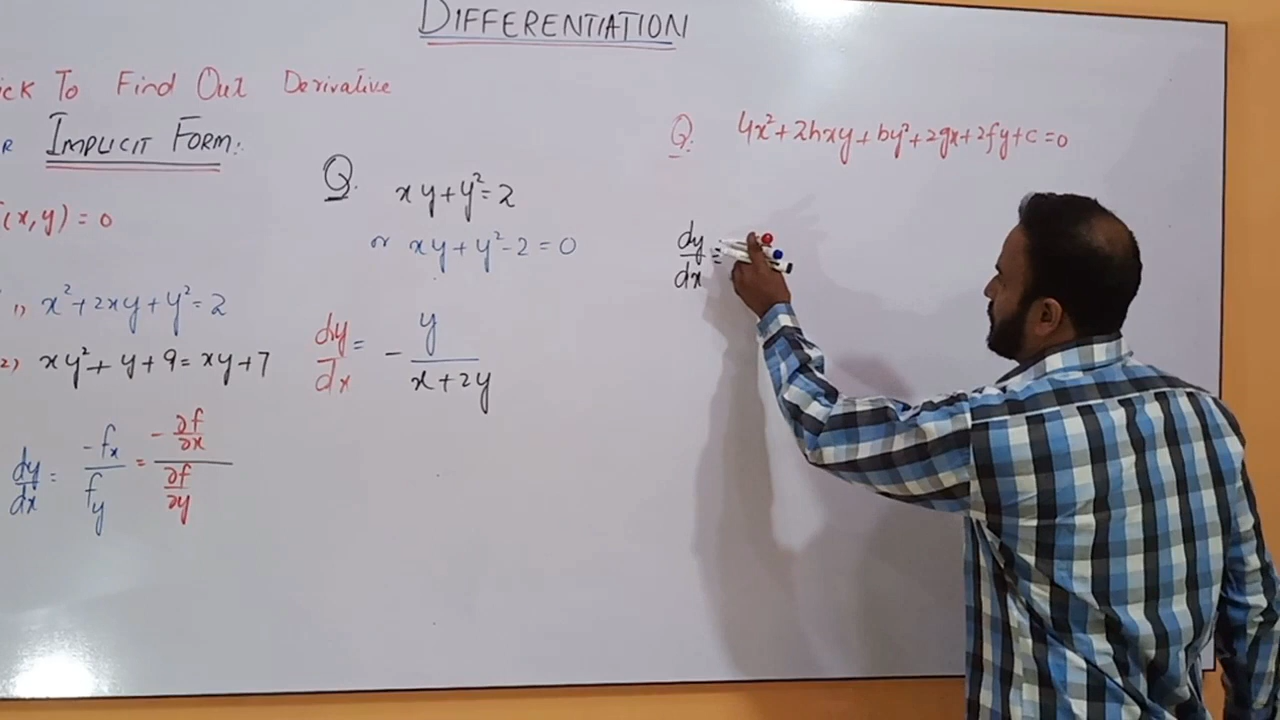 DIFFERENTIATION
ick To Find Out Derivative
R IMPLICIT FORM:
(x,y) = 0
1) x²+2xy+y²=2
2) xy²+y+9=xy+7
dy/dx = -fx/fy = -∂f/∂x / ∂f/∂y
Q. xy+y²=2
or xy+y²-2=0
dy/dx = - y/x+2y
Q. 4x²+2hxy+by²+2gx+2fy+c=0
dy/dx =